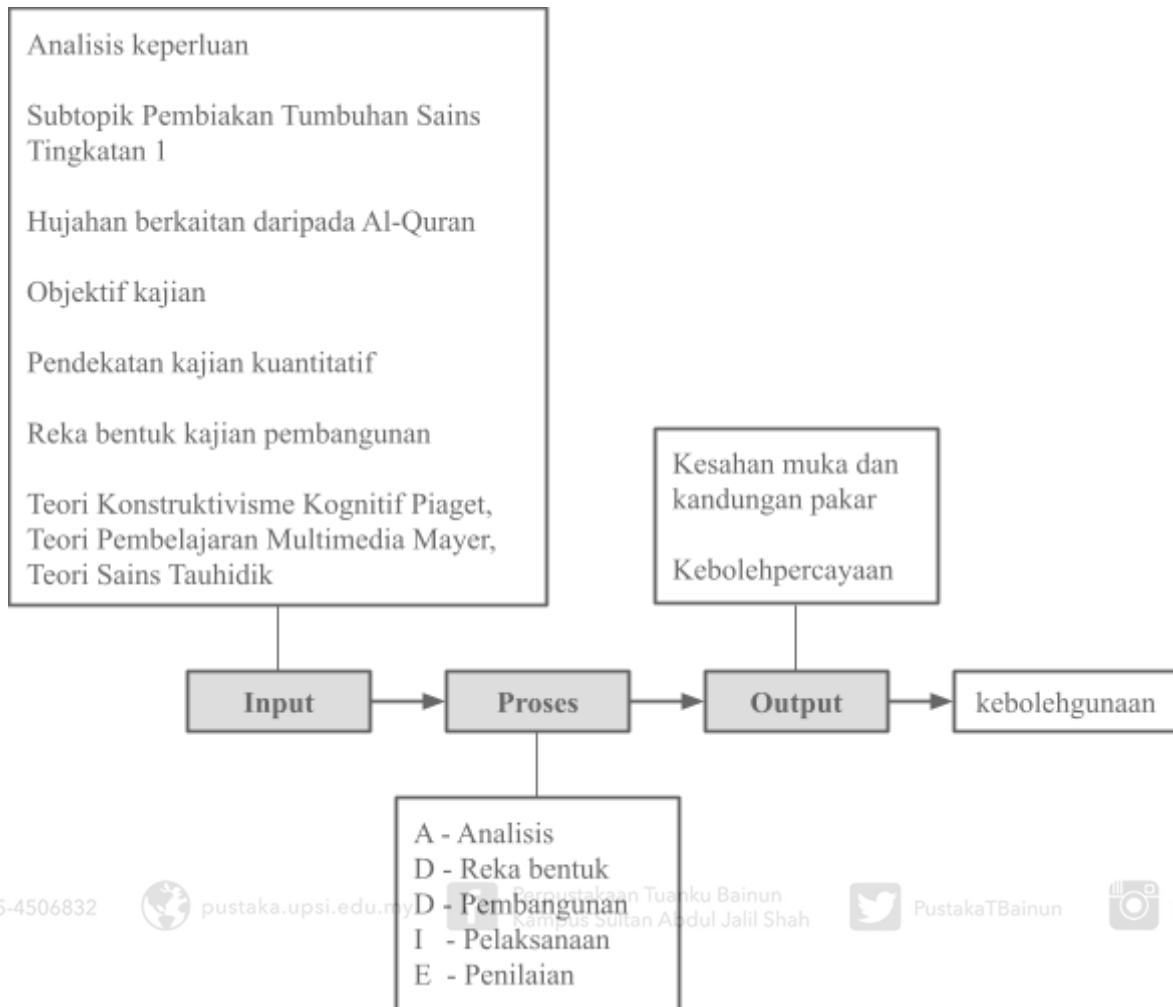 Analisis keperluan
Subtopik Pembiakan Tumbuhan Sains
Tingkatan 1
Hujahan berkaitan daripada Al-Quran
Objektif kajian
Pendekatan kajian kuantitatif
Reka bentuk kajian pembangunan
Teori Konstruktivisme Kognitif Piaget,
Teori Pembelajaran Multimedia Mayer,
Teori Sains Tauhidik
Kesahan muka dan
kandungan pakar
Kebolehpercayaan
Input
Proses
Output
kebolehgunaan
A - Analisis
D - Reka bentuk
D - Pembangunan
I - Pelaksanaan
E - Penilaian
5-4506832
pustaka.upsi.edu.my
Perpustakaan Tuanku Bainun
Kampus Sultan Abdul Jalil Shah
PustakaTBainun